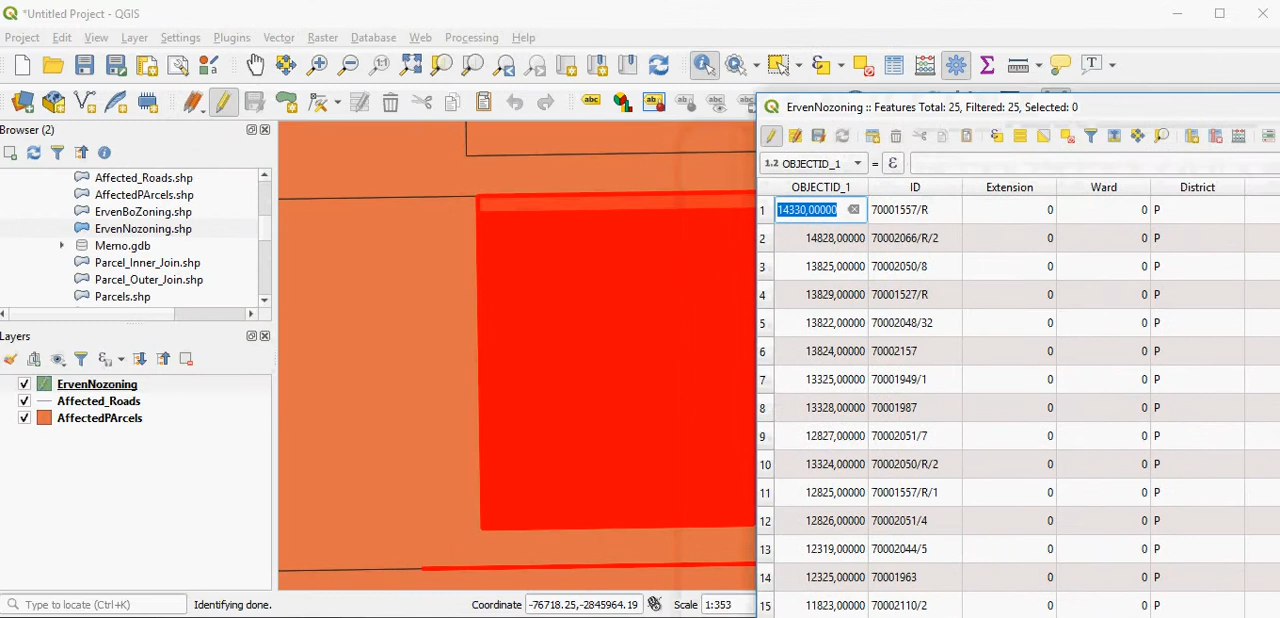 *Untitled Project - QGIS
Project Edit View Layer Settings Plugins Vector Raster Database Web Processing Help
Browser (2)
Affected_Roads.shp
AffectedPArcels.shp
ErvenBoZoning.shp
ErvenNozoning.shp
Memo.gdb
Parcel_Inner_Join.shp
Parcel_Outer_Join.shp
Parcels.shp
Layers
ErvenNozoning
Affected_Roads
AffectedPArcels
Type to locate (Ctrl+K) Identifying done. Coordinate -76718.25,-2845964.19 Scale 1:353
ErvenNozoning :: Features Total: 25, Filtered: 25, Selected: 0
1.2 OBJECTID_1 = ε
OBJECTID_1 ID Extension Ward District
1 14330,00000 70001557/R 0 0 P
2 14828,00000 70002066/R/2 0 0 P
3 13825,00000 70002050/8 0 0 P
4 13829,00000 70001527/R 0 0 P
5 13822,00000 70002048/32 0 0 P
6 13824,00000 70002157 0 0 P
7 13325,00000 70001949/1 0 0 P
8 13328,00000 70001987 0 0 P
9 12827,00000 70002051/7 0 0 P
10 13324,00000 70002050/R/2 0 0 P
11 12825,00000 70001557/R/1 0 0 P
12 12826,00000 70002051/4 0 0 P
13 12319,00000 70002044/5 0 0 P
14 12325,00000 70001963 0 0 P
15 11823,00000 70002110/2 0 0 P